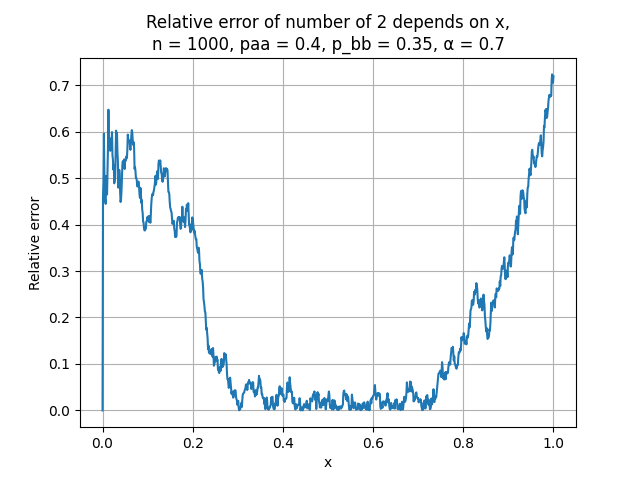 Relative error of number of 2 depends on x,
n = 1000, paa = 0.4, p_bb = 0.35, α = 0.7
0.7
0.6
0.5
0.4
0.3
0.2
0.1
0.0
Relative error
0.0 0.2 0.4 0.6 0.8 1.0
x